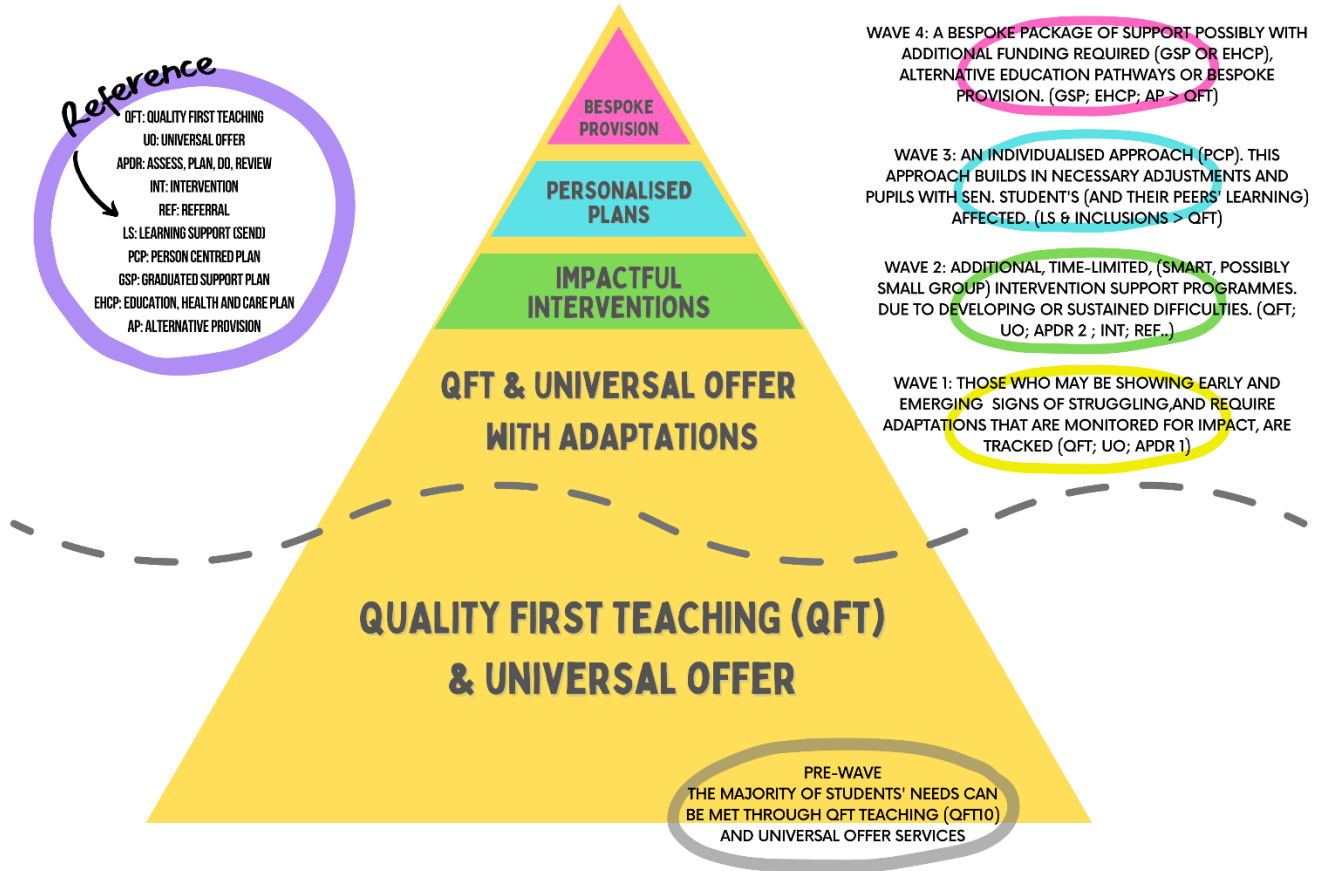 Reference
QFT: QUALITY FIRST TEACHING
UO: UNIVERSAL OFFER
APDR: ASSESS, PLAN, DO, REVIEW
INT: INTERVENTION
REF: REFERRAL
LS: LEARNING SUPPORT (SEND)
PCP: PERSON CENTRED PLAN
GSP: GRADUATED SUPPORT PLAN
EHCP: EDUCATION, HEALTH AND CARE PLAN
AP: ALTERNATIVE PROVISION
BESPOKE
PROVISION
PERSONALISED
PLANS
IMPACTFUL
INTERVENTIONS
QFT & UNIVERSAL OFFER
WITH ADAPTATIONS
QUALITY FIRST TEACHING (QFT)
& UNIVERSAL OFFER
WAVE 4: A BESPOKE PACKAGE OF SUPPORT POSSIBLY WITH
ADDITIONAL FUNDING REQUIRED (GSP OR EHCP),
ALTERNATIVE EDUCATION PATHWAYS OR BESPOKE
PROVISION. (GSP; EHCP; AP > QFT)
WAVE 3: AN INDIVIDUALISED APPROACH (PCP). THIS
APPROACH BUILDS IN NECESSARY ADJUSTMENTS AND
PUPILS WITH SEN. STUDENT'S (AND THEIR PEERS' LEARNING)
AFFECTED. (LS & INCLUSIONS > QFT)
WAVE 2: ADDITIONAL, TIME-LIMITED, (SMART, POSSIBLY
SMALL GROUP) INTERVENTION SUPPORT PROGRAMMES.
DUE TO DEVELOPING OR SUSTAINED DIFFICULTIES. (QFT;
UO; APDR 2 ; INT; REF..)
WAVE 1: THOSE WHO MAY BE SHOWING EARLY AND
EMERGING  SIGNS OF STRUGGLING,AND REQUIRE
ADAPTATIONS THAT ARE MONITORED FOR IMPACT, ARE
TRACKED (QFT; UO; APDR 1)
PRE-WAVE
THE MAJORITY OF STUDENTS' NEEDS CAN
BE MET THROUGH QFT TEACHING (QFT10)
AND UNIVERSAL OFFER SERVICES